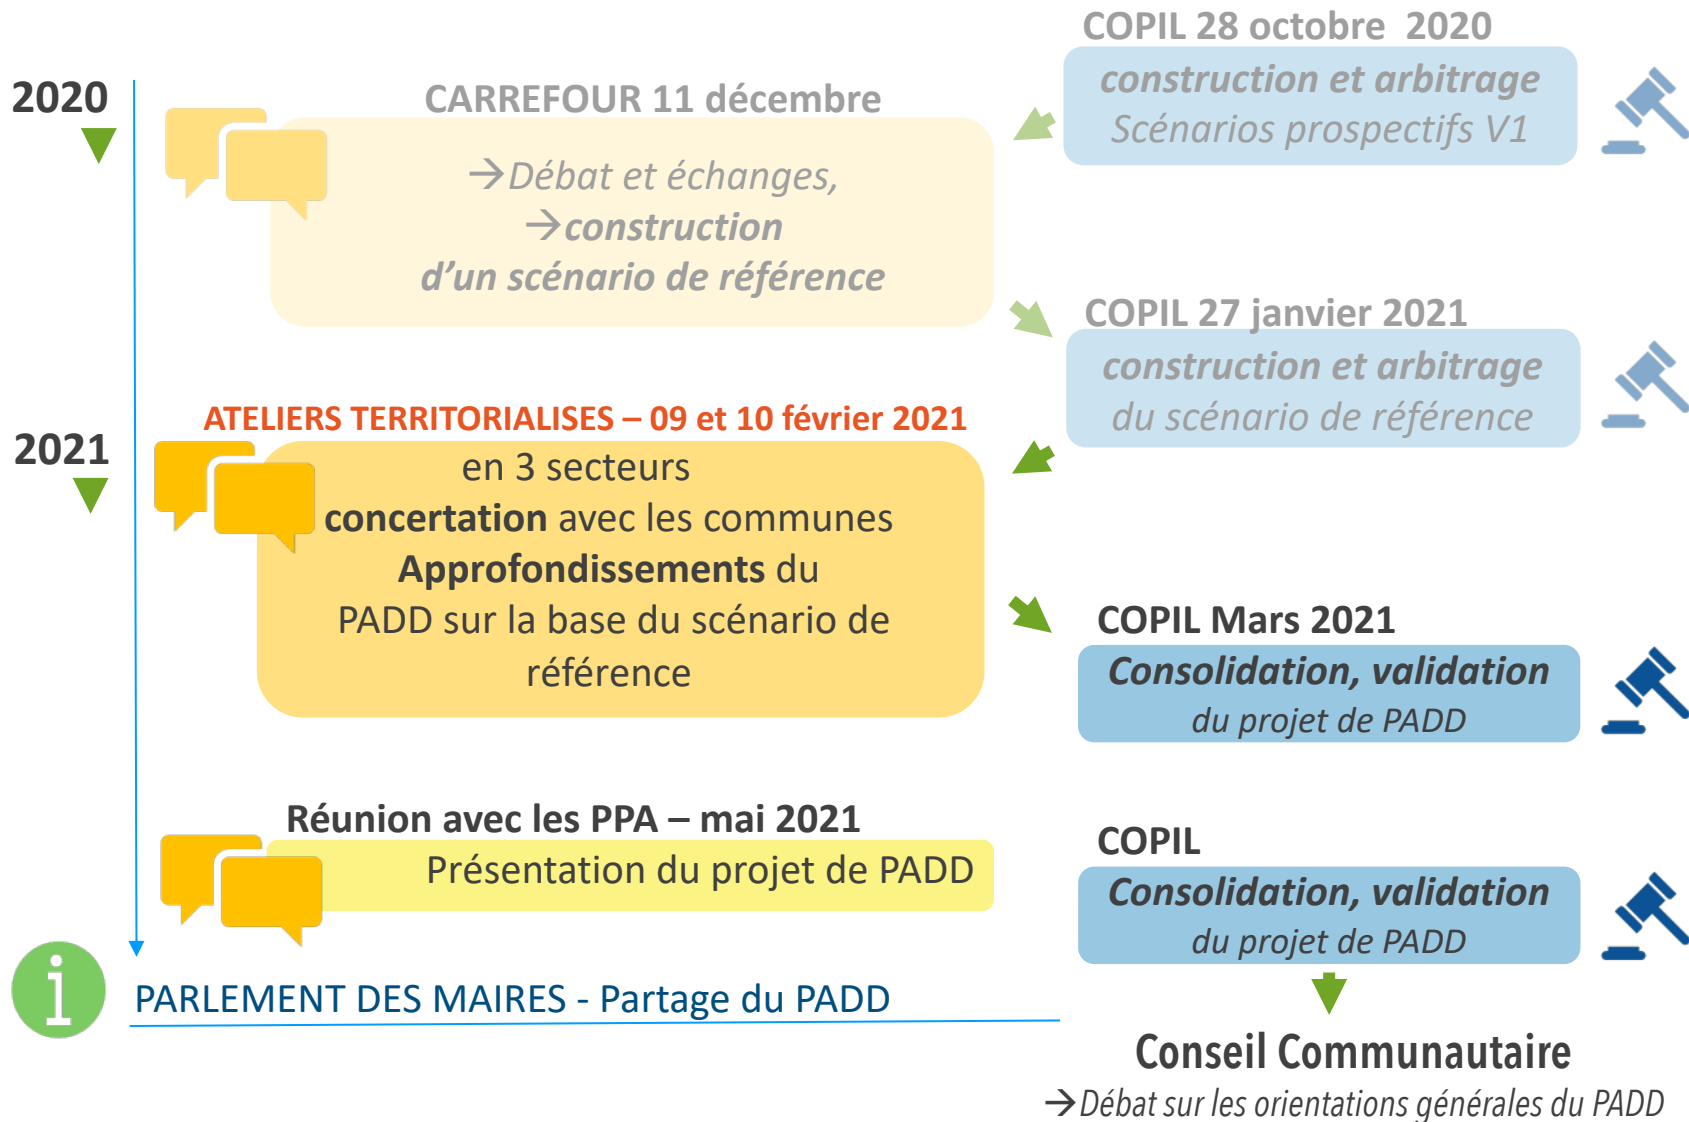 COPIL 28 octobre  2020
construction et arbitrage
Scénarios prospectifs V1
2020
CARREFOUR 11 décembre
→Débat et échanges,
→construction
d’un scénario de référence
COPIL 27 janvier 2021
construction et arbitrage
du scénario de référence
2021
ATELIERS TERRITORIALISES – 09 et 10 février 2021
en 3 secteurs
concertation avec les communes
Approfondissements du
PADD sur la base du scénario de
référence
COPIL Mars 2021
Consolidation, validation
du projet de PADD
Réunion avec les PPA – mai 2021
Présentation du projet de PADD
COPIL
Consolidation, validation
du projet de PADD
i
PARLEMENT DES MAIRES - Partage du PADD
Conseil Communautaire
→Débat sur les orientations générales du PADD